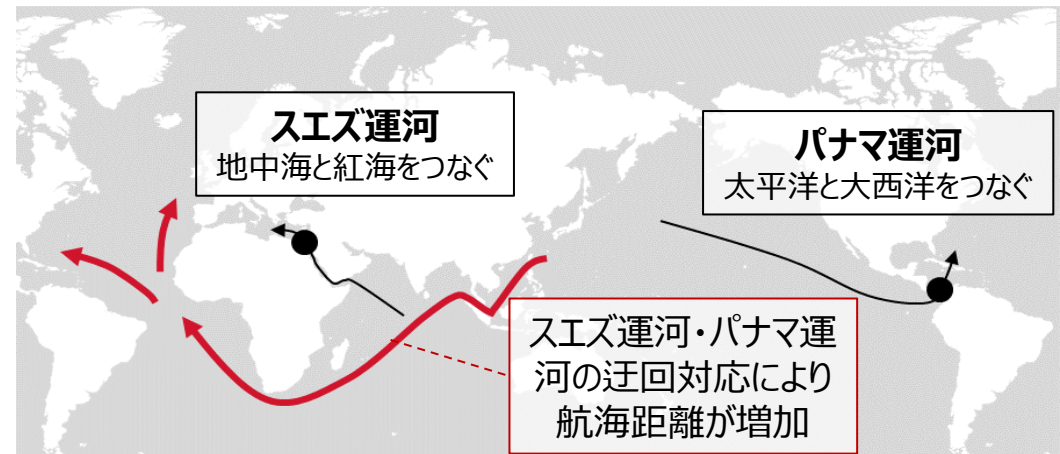 スエズ運河
地中海と紅海をつなぐ
パナマ運河
太平洋と大西洋をつなぐ
スエズ運河・パナマ運
河の迂回対応により
航海距離が増加